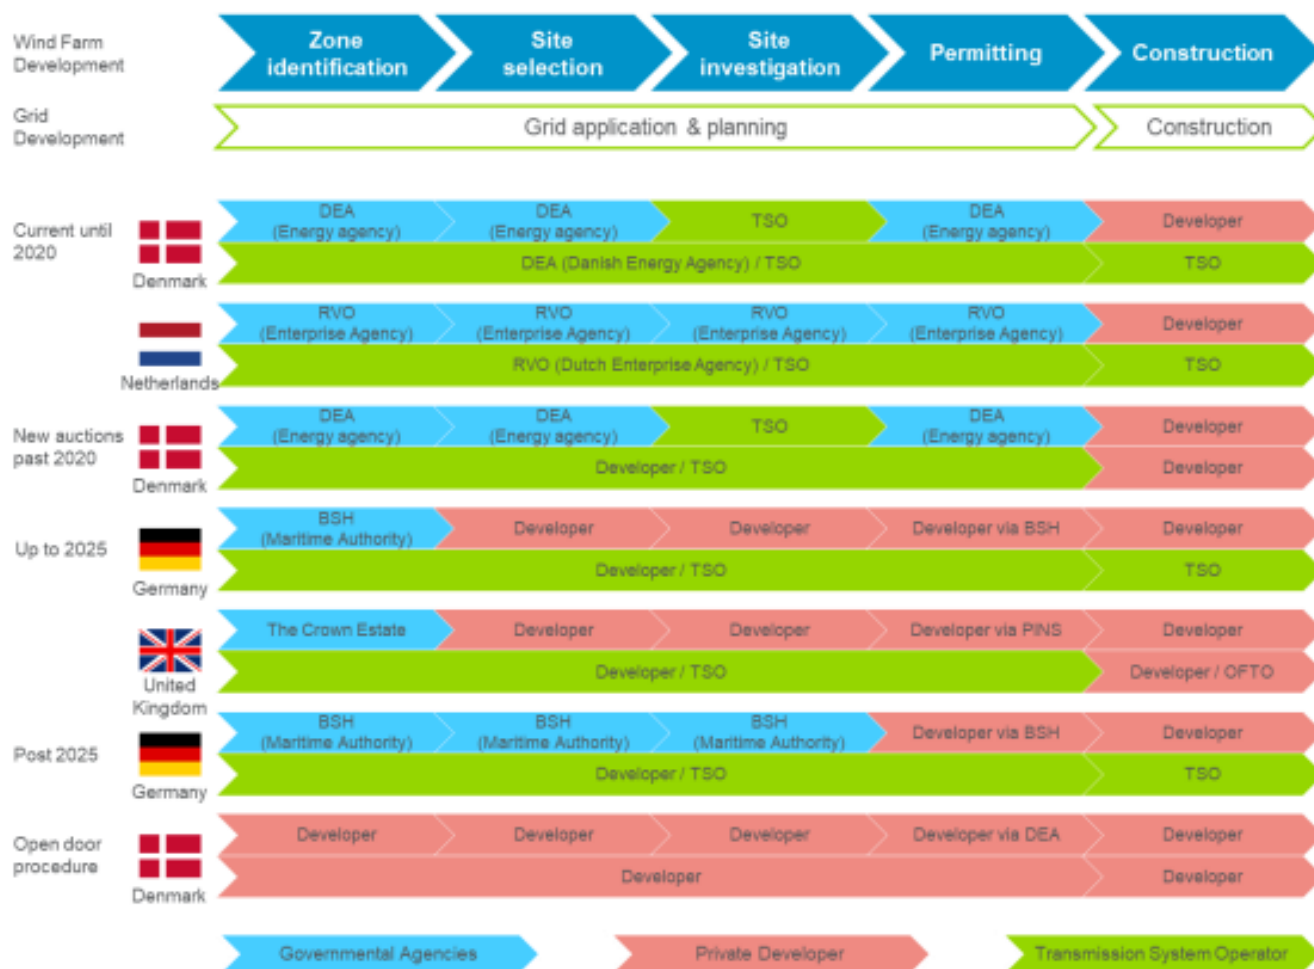 Wind Farm
Development
Zone
identification
Site
selection
Site
investigation
Permitting
Construction
Grid
Development
Grid application & planning
Construction
Current until
2020
Denmark
DEA
(Energy agency)
DEA
(Energy agency)
TSO
DEA
(Energy agency)
Developer
DEA (Danish Energy Agency) / TSO
TSO
Netherlands
RVO
(Enterprise Agency)
RVO
(Enterprise Agency)
RVO
(Enterprise Agency)
RVO
(Enterprise Agency)
Developer
RVO (Dutch Enterprise Agency) / TSO
TSO
New auctions
past 2020
Denmark
DEA
(Energy agency)
DEA
(Energy agency)
TSO
DEA
(Energy agency)
Developer
Developer / TSO
Developer
Up to 2025
Germany
BSH
(Maritime Authority)
Developer
Developer
Developer via BSH
Developer
Developer / TSO
TSO
United
Kingdom
The Crown Estate
Developer
Developer
Developer via PINS
Developer
Developer / TSO
Developer / OFTO
Post 2025
Germany
BSH
(Maritime Authority)
BSH
(Maritime Authority)
BSH
(Maritime Authority)
Developer via BSH
Developer
Developer / TSO
TSO
Open door
procedure
Denmark
Developer
Developer
Developer
Developer via DEA
Developer
Developer
Developer
Governmental Agencies
Private Developer
Transmission System Operator